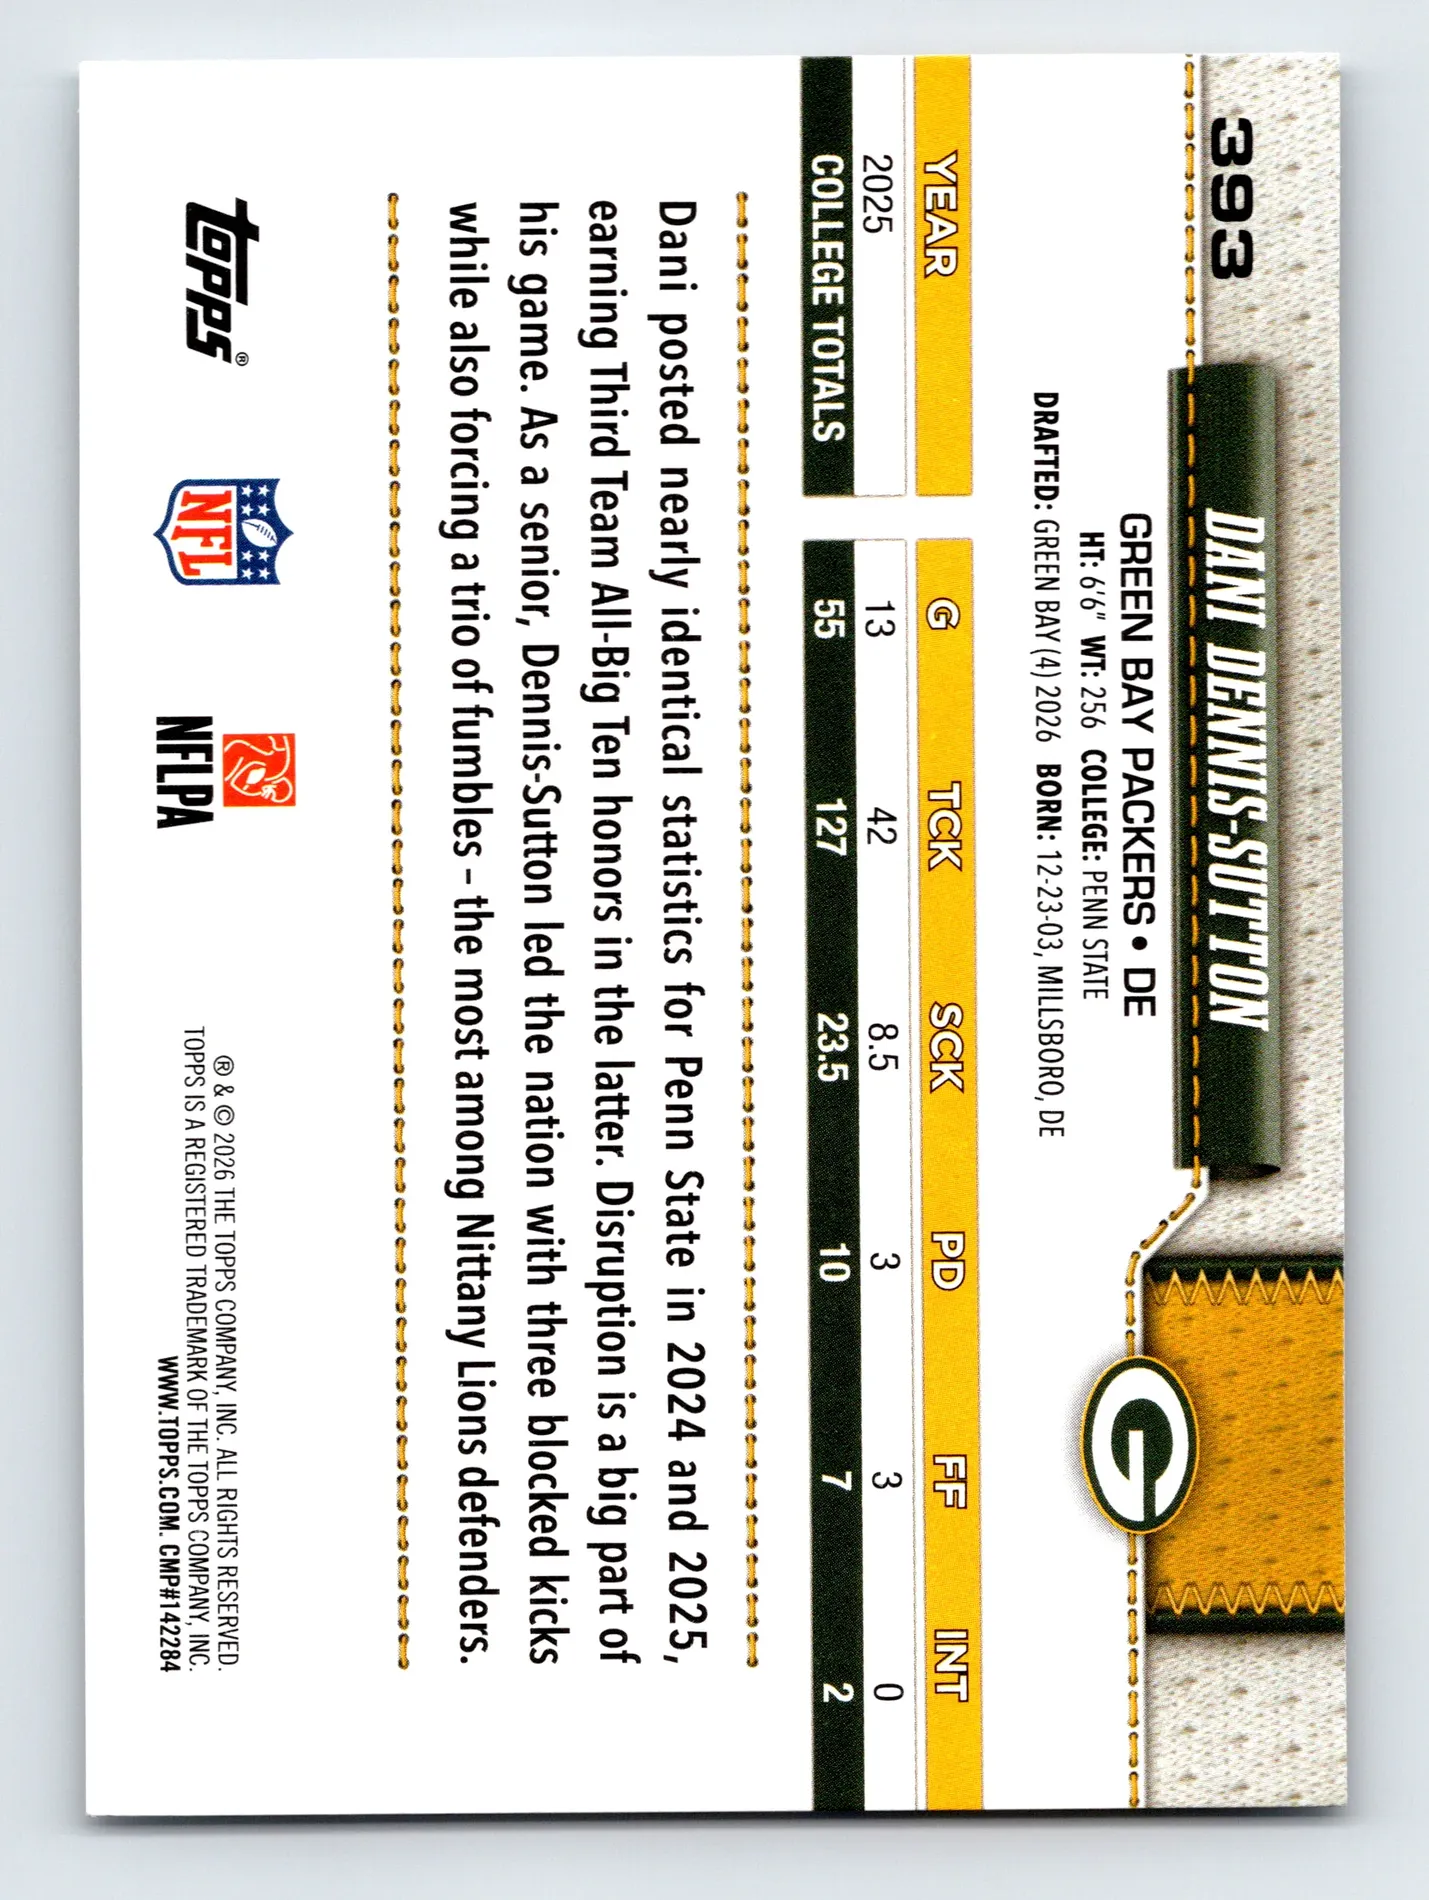 393
DANI DENNIS-SUTTON
GREEN BAY PACKERS • DE
HT: 6'6" WT: 256 COLLEGE: PENN STATE
DRAFTED: GREEN BAY (4) 2026 BORN: 12-23-03, MILLSBORO, DE
YEAR G TCK SCK PD FF INT
2025 13 42 8.5 3 3 0
COLLEGE TOTALS 55 127 23.5 10 7 2
Dani posted nearly identical statistics for Penn State in 2024 and 2025,
earning Third Team All-Big Ten honors in the latter. Disruption is a big part of
his game. As a senior, Dennis-Sutton led the nation with three blocked kicks
while also forcing a trio of fumbles – the most among Nittany Lions defenders.
topps®
NFL
NFLPA
G
® & © 2026 THE TOPPS COMPANY, INC. ALL RIGHTS RESERVED.
TOPPS IS A REGISTERED TRADEMARK OF THE TOPPS COMPANY, INC.
WWW.TOPPS.COM. CMP#142284